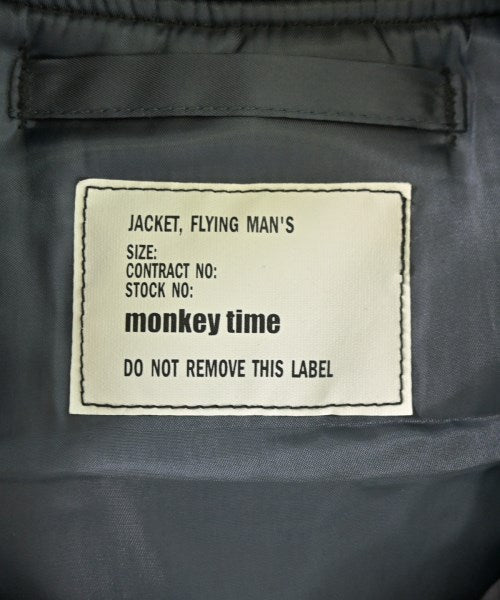 JACKET, FLYING MAN'S
SIZE:
CONTRACT NO:
STOCK NO:
monkey time
DO NOT REMOVE THIS LABEL